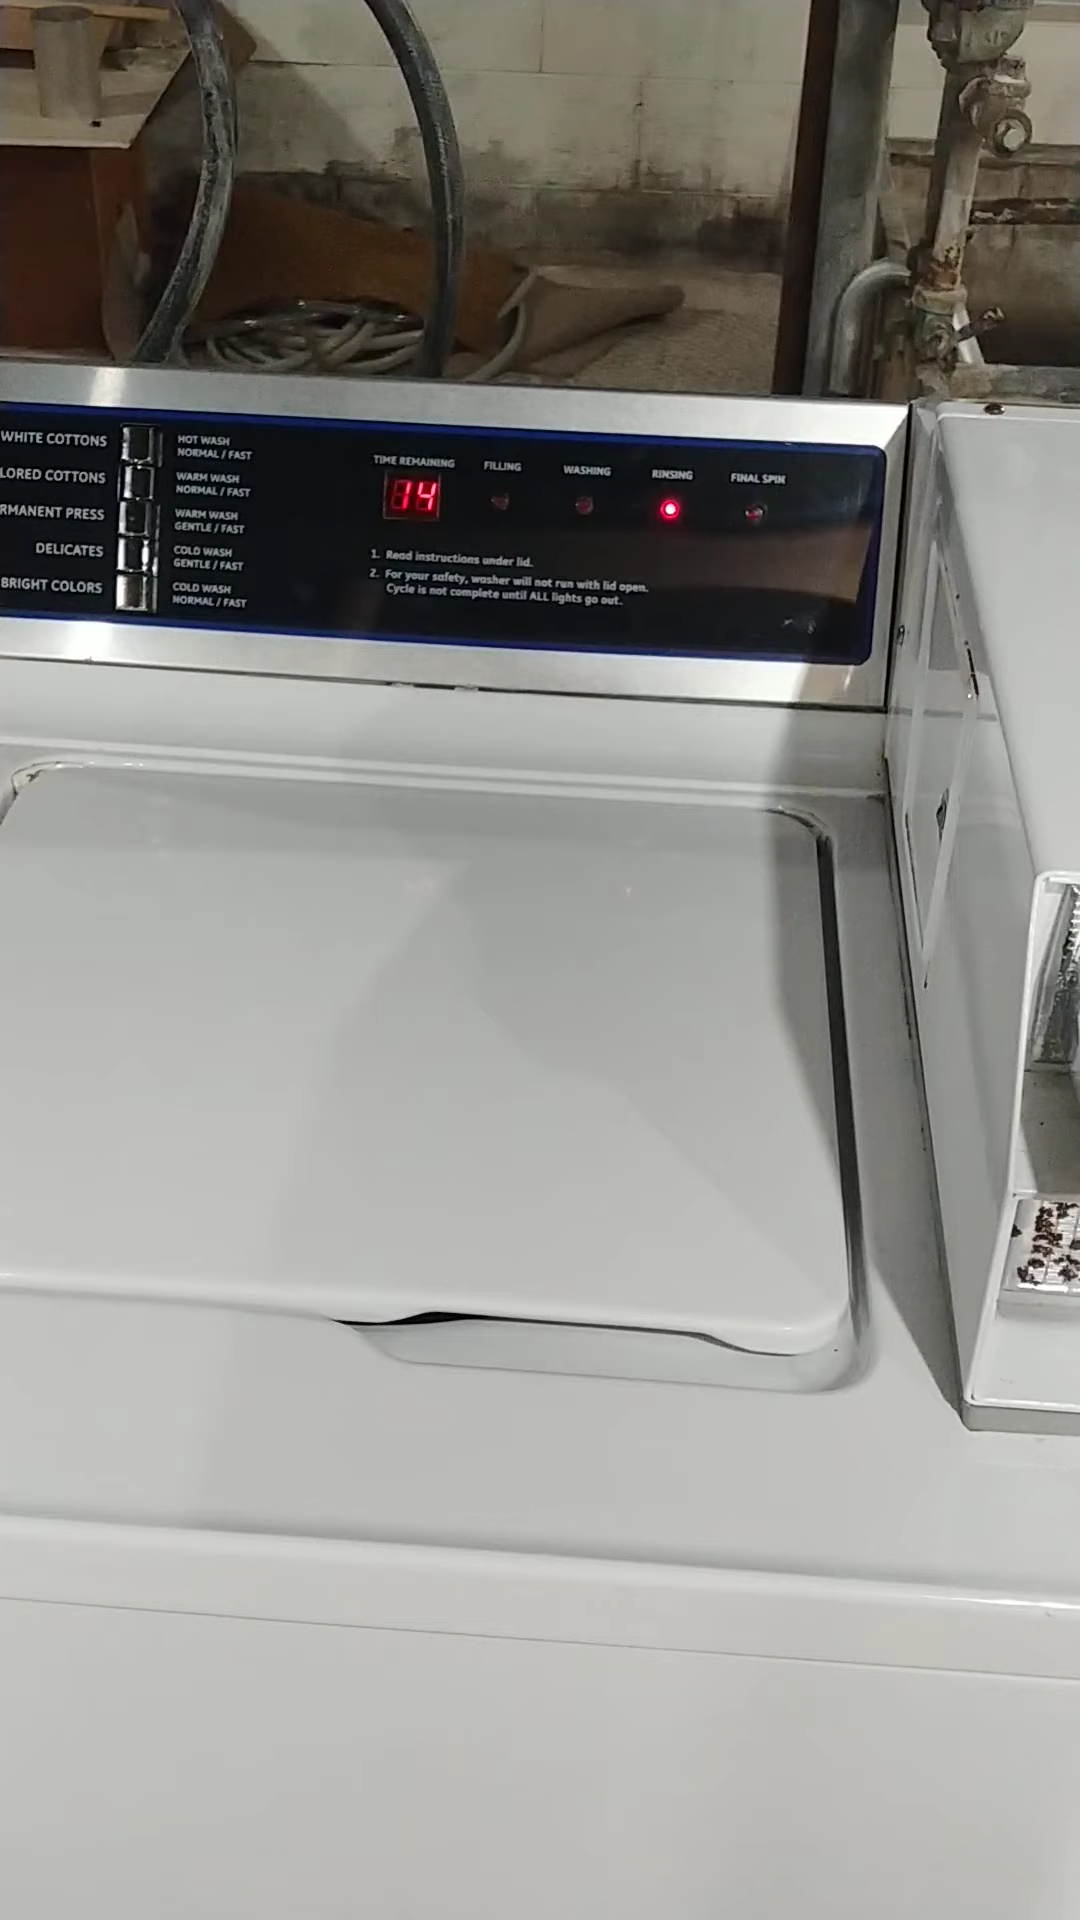 WHITE COTTONS
HOT WASH
NORMAL / FAST
LORED COTTONS
WARM WASH
NORMAL / FAST
RMANENT PRESS
WARM WASH
GENTLE / FAST
DELICATES
COLD WASH
GENTLE / FAST
BRIGHT COLORS
COLD WASH
NORMAL / FAST
TIME REMAINING
14
FILLING
WASHING
RINSING
FINAL SPIN
1. Read instructions under lid.
2. For your safety, washer will not run with lid open.
Cycle is not complete until ALL lights go out.